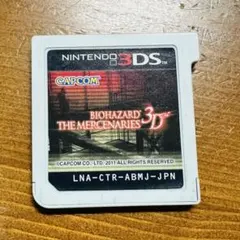 NINTENDO 3DS
CAPCOM
BIOHAZARD
THE MERCENARIES 3D
©CAPCOM CO., LTD. 2011 ALL RIGHTS RESERVED.
LNA-CTR-ABMJ-JPN